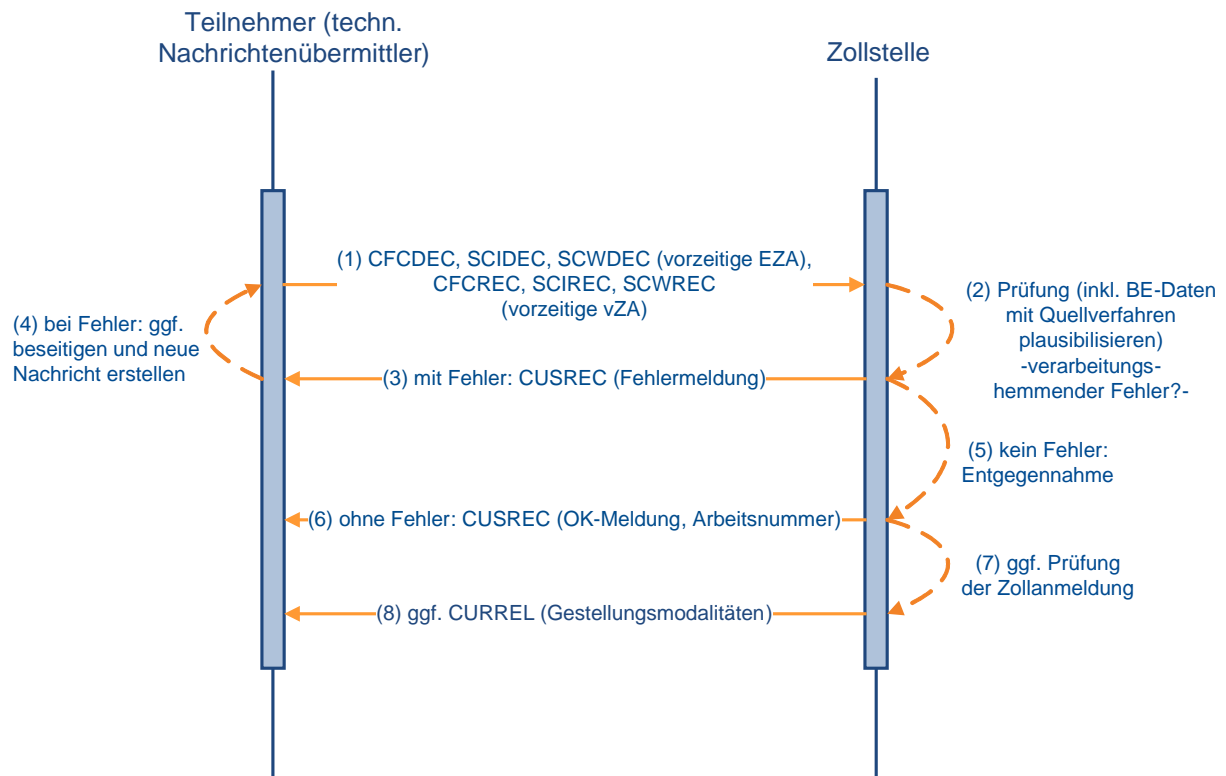 Teilnehmer (techn.
Nachrichtenübermittler)
Zollstelle
(1) CFCDEC, SCIDEC, SCWDEC (vorzeitige EZA),
CFCREC, SCIREC, SCWREC
(vorzeitige vZA)
(2) Prüfung (inkl. BE-Daten
mit Quellverfahren
plausibilisieren)
-verarbeitungs-
hemmender Fehler?-
(4) bei Fehler: ggf.
beseitigen und neue
Nachricht erstellen
(3) mit Fehler: CUSREC (Fehlermeldung)
(5) kein Fehler:
Entgegennahme
(6) ohne Fehler: CUSREC (OK-Meldung, Arbeitsnummer)
(7) ggf. Prüfung
der Zollanmeldung
(8) ggf. CURREL (Gestellungsmodalitäten)